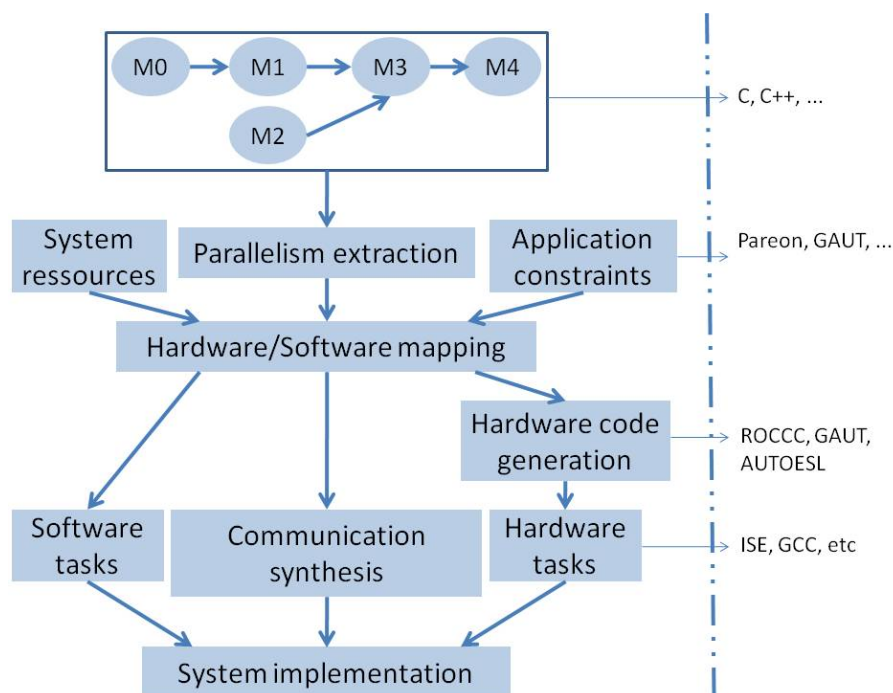 M0
M1
M3
M4
M2
C, C++, ...
System
ressources
Parallelism extraction
Application
constraints
Pareon, GAUT, ...
Hardware/Software mapping
Hardware code
generation
ROCCC, GAUT,
AUTOESL
Software
tasks
Communication
synthesis
Hardware
tasks
ISE, GCC, etc
System implementation